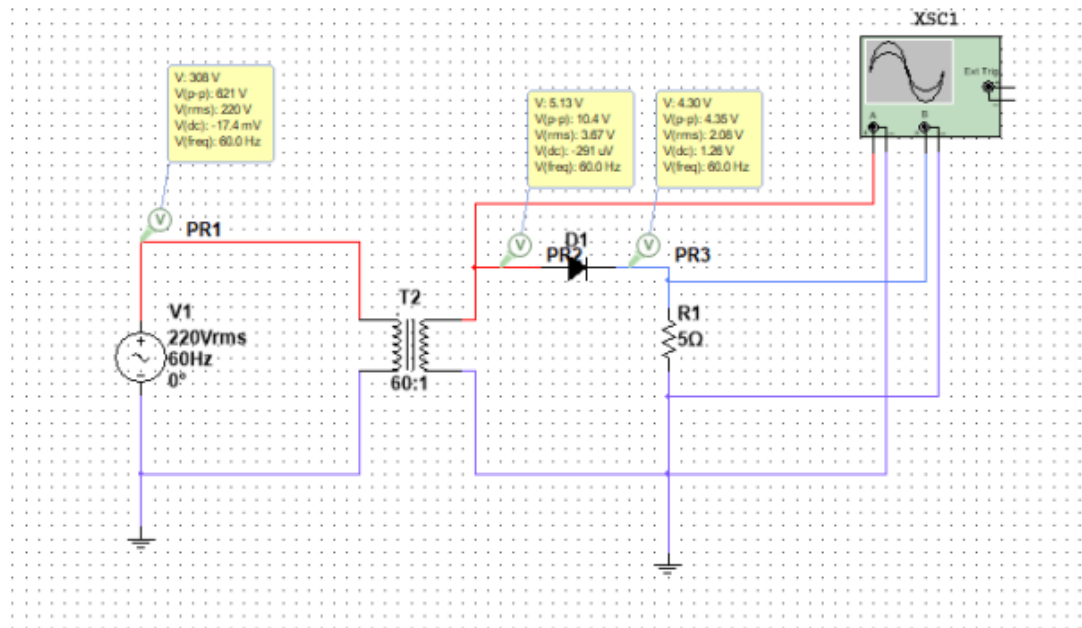 XSC1
Ext Trig
A
B
V: 308 V
V(p-p): 621 V
V(rms): 220 V
V(dc): -17.4 mV
V(freq): 60.0 Hz
V: 5.13 V
V(p-p): 10.4 V
V(rms): 3.67 V
V(dc): -291 uV
V(freq): 60.0 Hz
V: 4.30 V
V(p-p): 4.35 V
V(rms): 2.08 V
V(dc): 1.26 V
V(freq): 60.0 Hz
V
PR1
V
D1
PR2
V
PR3
T2
60:1
V1
220Vrms
60Hz
0°
R1
5Ω